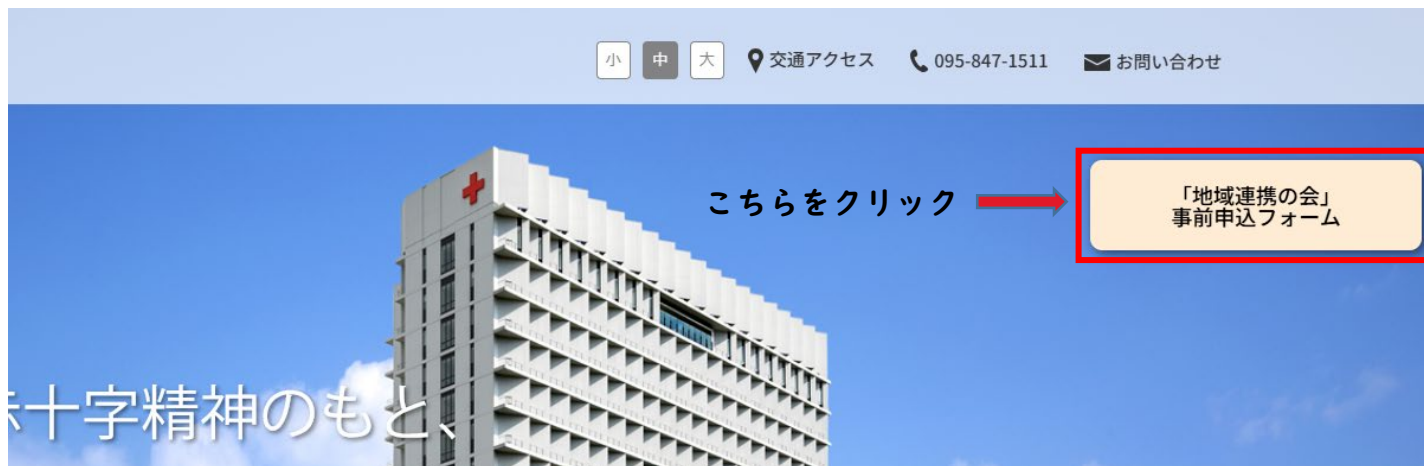 小 中 大 交通アクセス 095-847-1511 お問い合わせ
こちらをクリック
「地域連携の会」
事前申込フォーム
十字精神のもと、